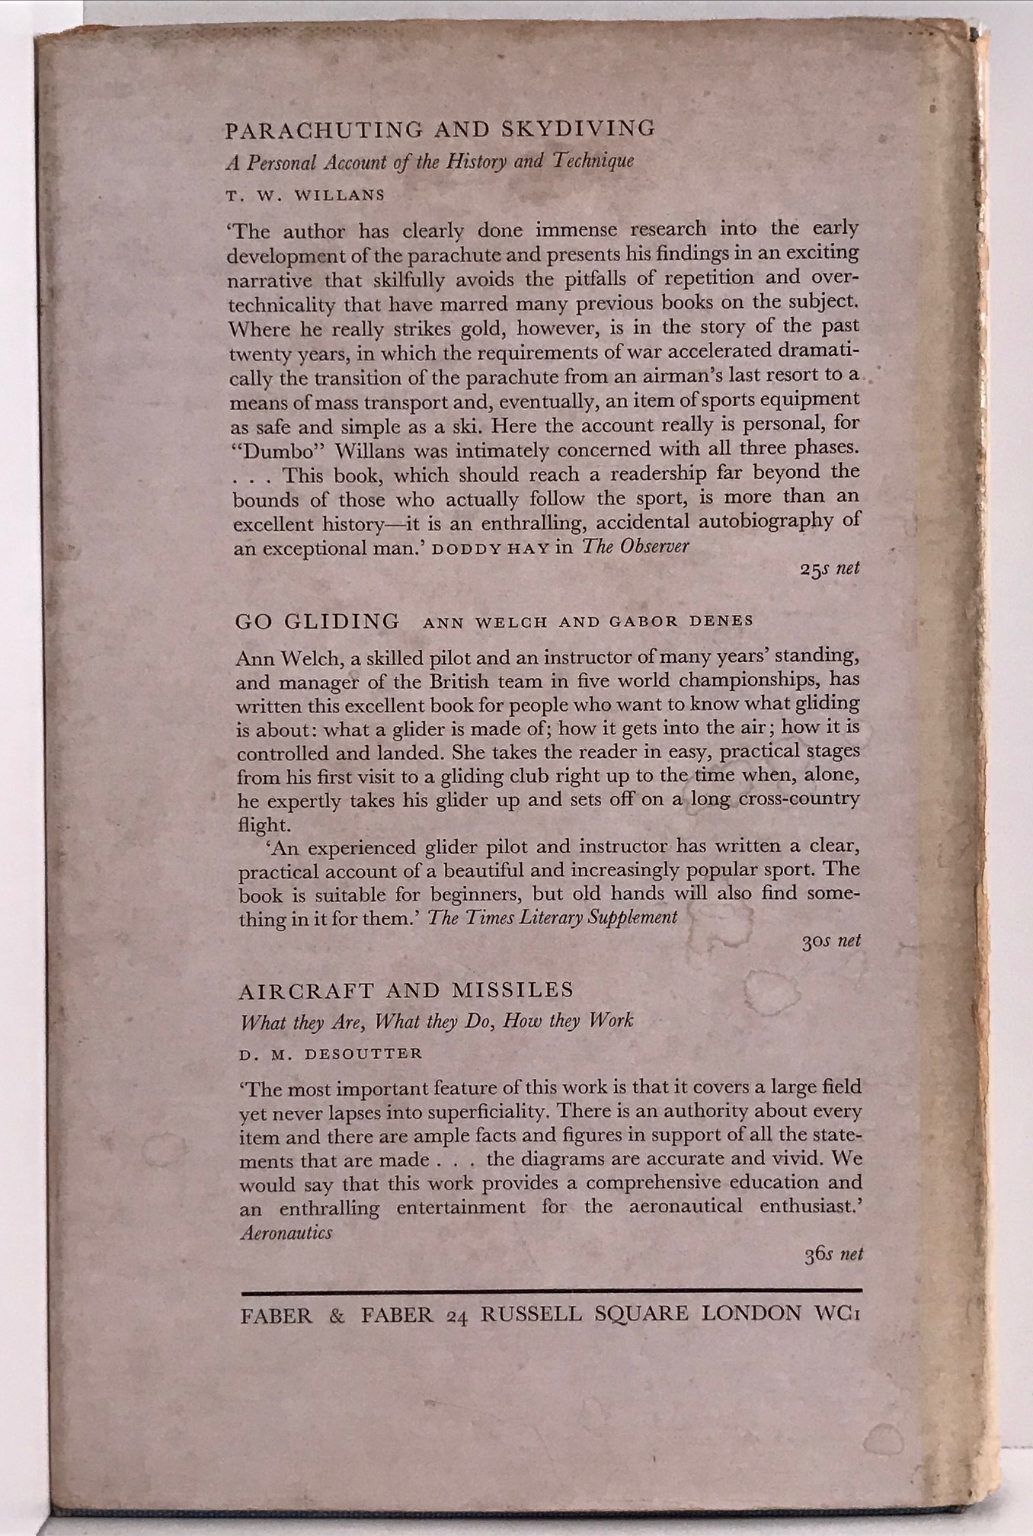 PARACHUTING AND SKYDIVING
A Personal Account of the History and Technique
T. W. WILLANS
‘The author has clearly done immense research into the early
development of the parachute and presents his findings in an exciting
narrative that skilfully avoids the pitfalls of repetition and over-
technicality that have marred many previous books on the subject.
Where he really strikes gold, however, is in the story of the past
twenty years, in which the requirements of war accelerated dramati-
cally the transition of the parachute from an airman’s last resort to a
means of mass transport and, eventually, an item of sports equipment
as safe and simple as a ski. Here the account really is personal, for
“Dumbo” Willans was intimately concerned with all three phases.
. . . This book, which should reach a readership far beyond the
bounds of those who actually follow the sport, is more than an
excellent history—it is an enthralling, accidental autobiography of
an exceptional man.’ DODDY HAY in The Observer
25s net
GO GLIDING ANN WELCH AND GABOR DENES
Ann Welch, a skilled pilot and an instructor of many years’ standing,
and manager of the British team in five world championships, has
written this excellent book for people who want to know what gliding
is about: what a glider is made of; how it gets into the air; how it is
controlled and landed. She takes the reader in easy, practical stages
from his first visit to a gliding club right up to the time when, alone,
he expertly takes his glider up and sets off on a long cross-country
flight.
‘An experienced glider pilot and instructor has written a clear,
practical account of a beautiful and increasingly popular sport. The
book is suitable for beginners, but old hands will also find some-
thing in it for them.’ The Times Literary Supplement
30s net
AIRCRAFT AND MISSILES
What they Are, What they Do, How they Work
D. M. DESOUTTER
‘The most important feature of this work is that it covers a large field
yet never lapses into superficiality. There is an authority about every
item and there are ample facts and figures in support of all the state-
ments that are made . . . the diagrams are accurate and vivid. We
would say that this work provides a comprehensive education and
an enthralling entertainment for the aeronautical enthusiast.’
Aeronautics
36s net
FABER & FABER 24 RUSSELL SQUARE LONDON WC1